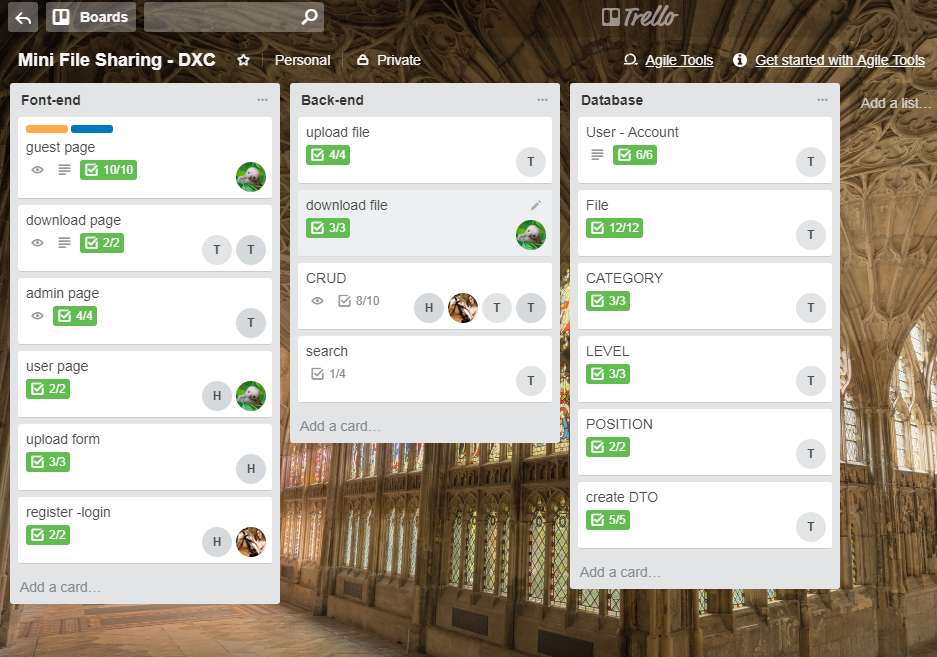 Boards
Trello
Mini File Sharing - DXC
Personal
Private
Agile Tools
Get started with Agile Tools
Font-end
guest page
10/10
download page
2/2
T
T
admin page
4/4
T
user page
2/2
H
upload form
3/3
H
register -login
2/2
H
Add a card...
Back-end
upload file
4/4
T
download file
3/3
CRUD
8/10
H
T
T
search
1/4
T
Add a card...
Database
User - Account
6/6
T
File
12/12
T
CATEGORY
3/3
T
LEVEL
3/3
T
POSITION
2/2
T
create DTO
5/5
T
Add a card...
Add a list...